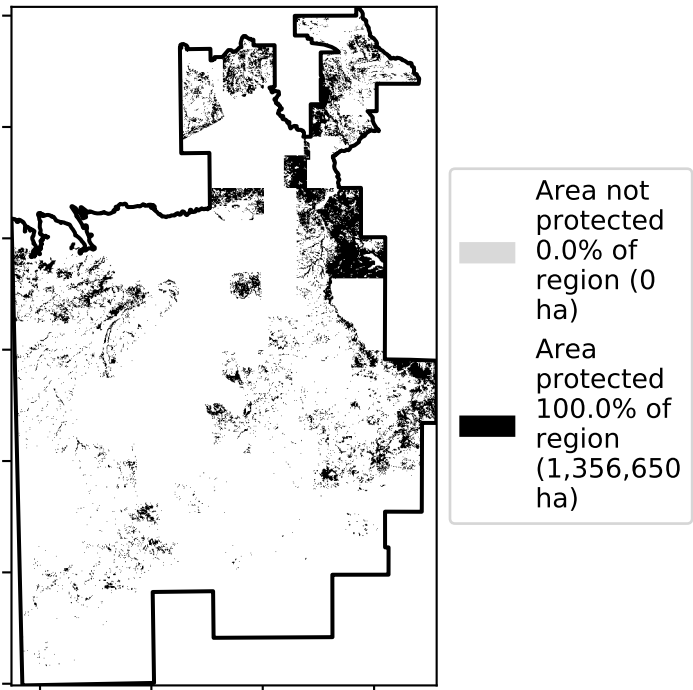 Area not
protected
0.0% of
region (0
ha)
Area
protected
100.0% of
region
(1,356,650
ha)